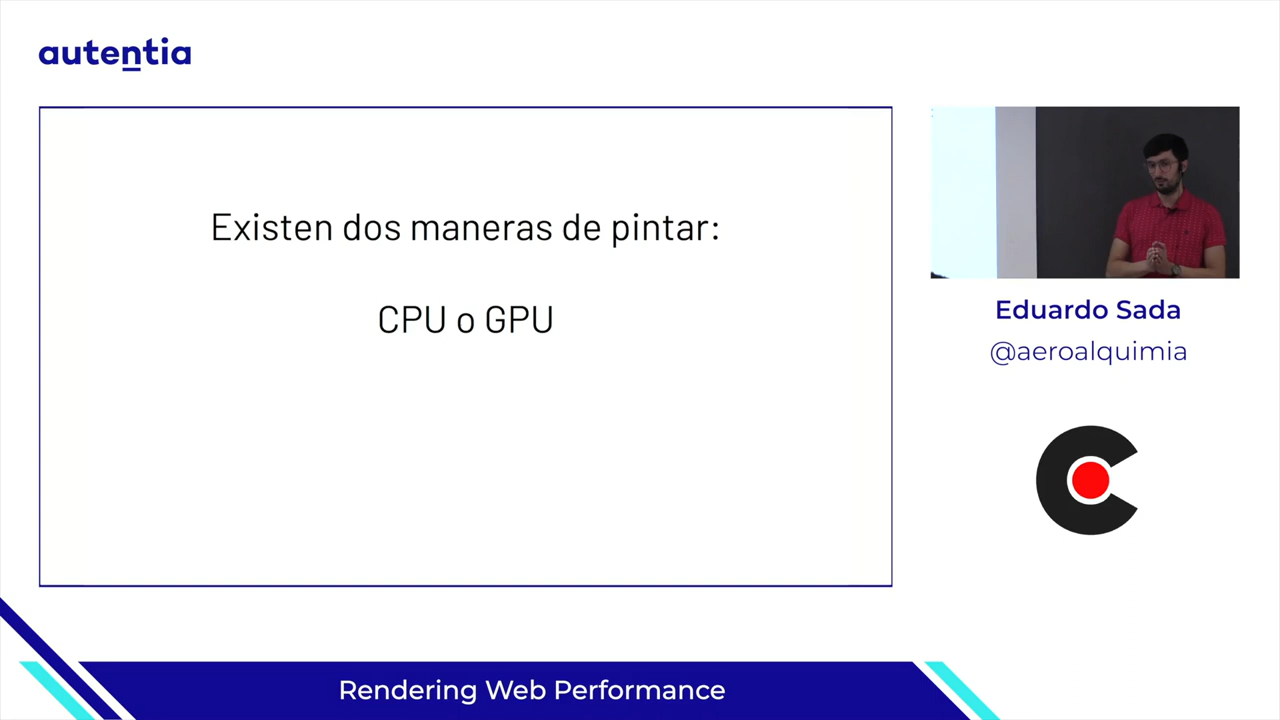 autentia
Existen dos maneras de pintar:
CPU o GPU
Eduardo Sada
@aeroalquimia
Rendering Web Performance